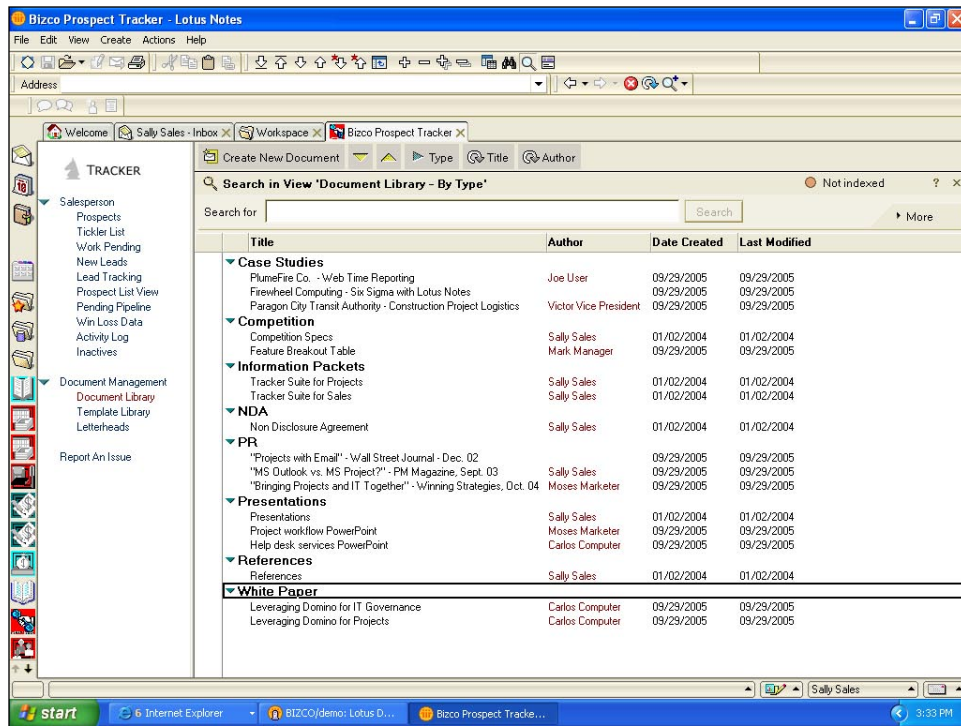 Bizco Prospect Tracker - Lotus Notes
File Edit View Create Actions Help
Address
Welcome Sally Sales - Inbox Workspace Bizco Prospect Tracker
TRACKER
Salesperson
Prospects
Tickler List
Work Pending
New Leads
Lead Tracking
Prospect List View
Pending Pipeline
Win Loss Data
Activity Log
Inactives
Document Management
Document Library
Template Library
Letterheads
Report An Issue
Create New Document Type Title Author
Search in View 'Document Library - By Type' Not indexed ?
Search for Search More
Title Author Date Created Last Modified
Case Studies
PlumeFire Co. - Web Time Reporting Joe User 09/29/2005 09/29/2005
Firewheel Computing - Six Sigma with Lotus Notes 09/29/2005 09/29/2005
Paragon City Transit Authority - Construction Project Logistics Victor Vice President 09/29/2005 09/29/2005
Competition
Competition Specs Sally Sales 01/02/2004 01/02/2004
Feature Breakout Table Mark Manager 09/29/2005 09/29/2005
Information Packets
Tracker Suite for Projects Sally Sales 01/02/2004 01/02/2004
Tracker Suite for Sales Sally Sales 01/02/2004 01/02/2004
NDA
Non Disclosure Agreement Sally Sales 01/02/2004 01/02/2004
PR
"Projects with Email" - Wall Street Journal - Dec. 02 09/29/2005 09/29/2005
"MS Outlook vs. MS Project?" - PM Magazine, Sept. 03 Sally Sales 09/29/2005 09/29/2005
"Bringing Projects and IT Together" - Winning Strategies, Oct. 04 Moses Marketer 09/29/2005 09/29/2005
Presentations
Presentations Sally Sales 01/02/2004 01/02/2004
Project workflow PowerPoint Moses Marketer 09/29/2005 09/29/2005
Help desk services PowerPoint Carlos Computer 09/29/2005 09/29/2005
References
References Sally Sales 01/02/2004 01/02/2004
White Paper
Leveraging Domino for IT Governance Carlos Computer 09/29/2005 09/29/2005
Leveraging Domino for Projects Carlos Computer 09/29/2005 09/29/2005
Sally Sales
start 6 Internet Explorer BIZCO/demo: Lotus D... Bizco Prospect Tracke... 3:33 PM